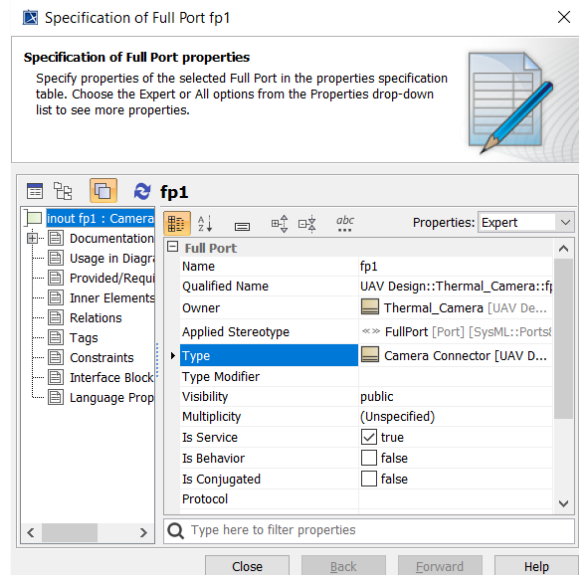 Specification of Full Port fp1
Specification of Full Port properties
Specify properties of the selected Full Port in the properties specification
table. Choose the Expert or All options from the Properties drop-down
list to see more properties.
fp1
inout fp1 : Camera
Documentation
Usage in Diagra
Provided/Requi
Inner Elements
Relations
Tags
Constraints
Interface Block
Language Prop
A
Z
abc
Properties: Expert
Full Port
Name fp1
Qualified Name UAV Design::Thermal_Camera::f
Owner Thermal_Camera [UAV De...
Applied Stereotype «» FullPort [Port] [SysML::Ports
Type Camera Connector [UAV D...
Type Modifier
Visibility public
Multiplicity (Unspecified)
Is Service true
Is Behavior false
Is Conjugated false
Protocol
Type here to filter properties
Close Back Forward Help